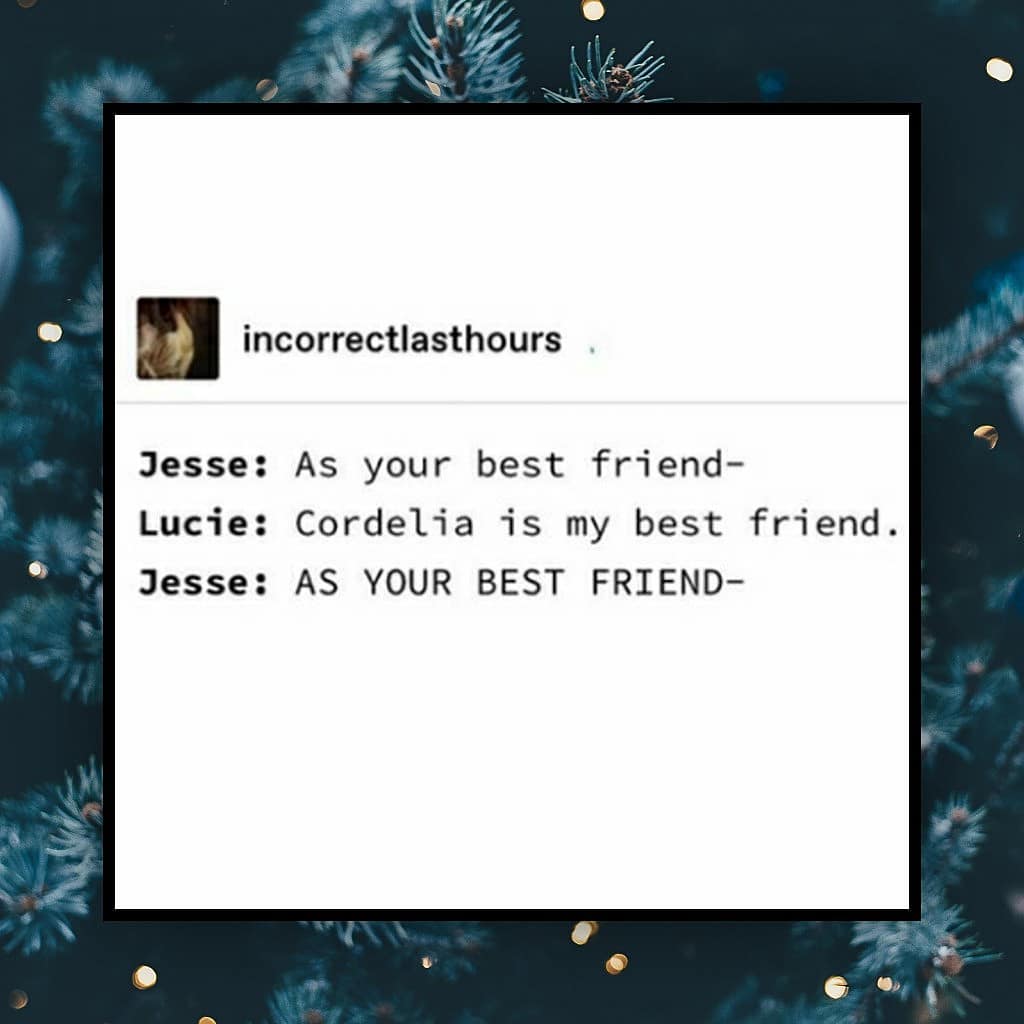 incorrectlasthours
Jesse: As your best friend-
Lucie: Cordelia is my best friend.
Jesse: AS YOUR BEST FRIEND-